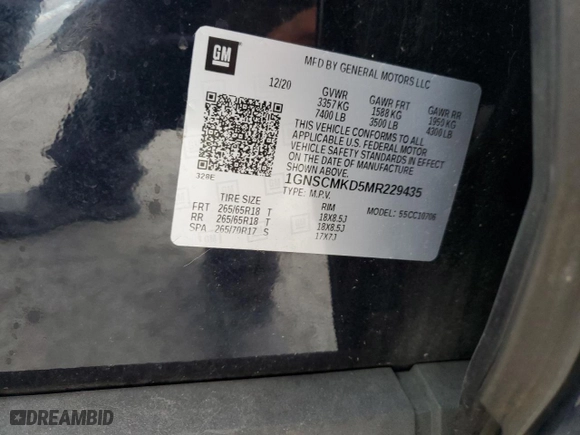 GM
MFD BY GENERAL MOTORS LLC
12/20
GVWR GAWR FRT GAWR RR
3357 KG 1588 KG 1950 KG
7400 LB 3500 LB 4300 LB
THIS VEHICLE CONFORMS TO ALL
APPLICABLE U.S. FEDERAL MOTOR
VEHICLE SAFETY STANDARDS IN EFFECT
ON THE DATE OF MANUFACTURE
SHOWN ABOVE.
328E
1GNSCMKD5MR229435
TYPE: M.P.V. MODEL: 55CC10706
TIRE SIZE RIM
FRT 265/65R18 T 18X8.5J
RR 265/65R18 T 18X8.5J
SPA 265/70R17 S 17X7J
DREAMBID